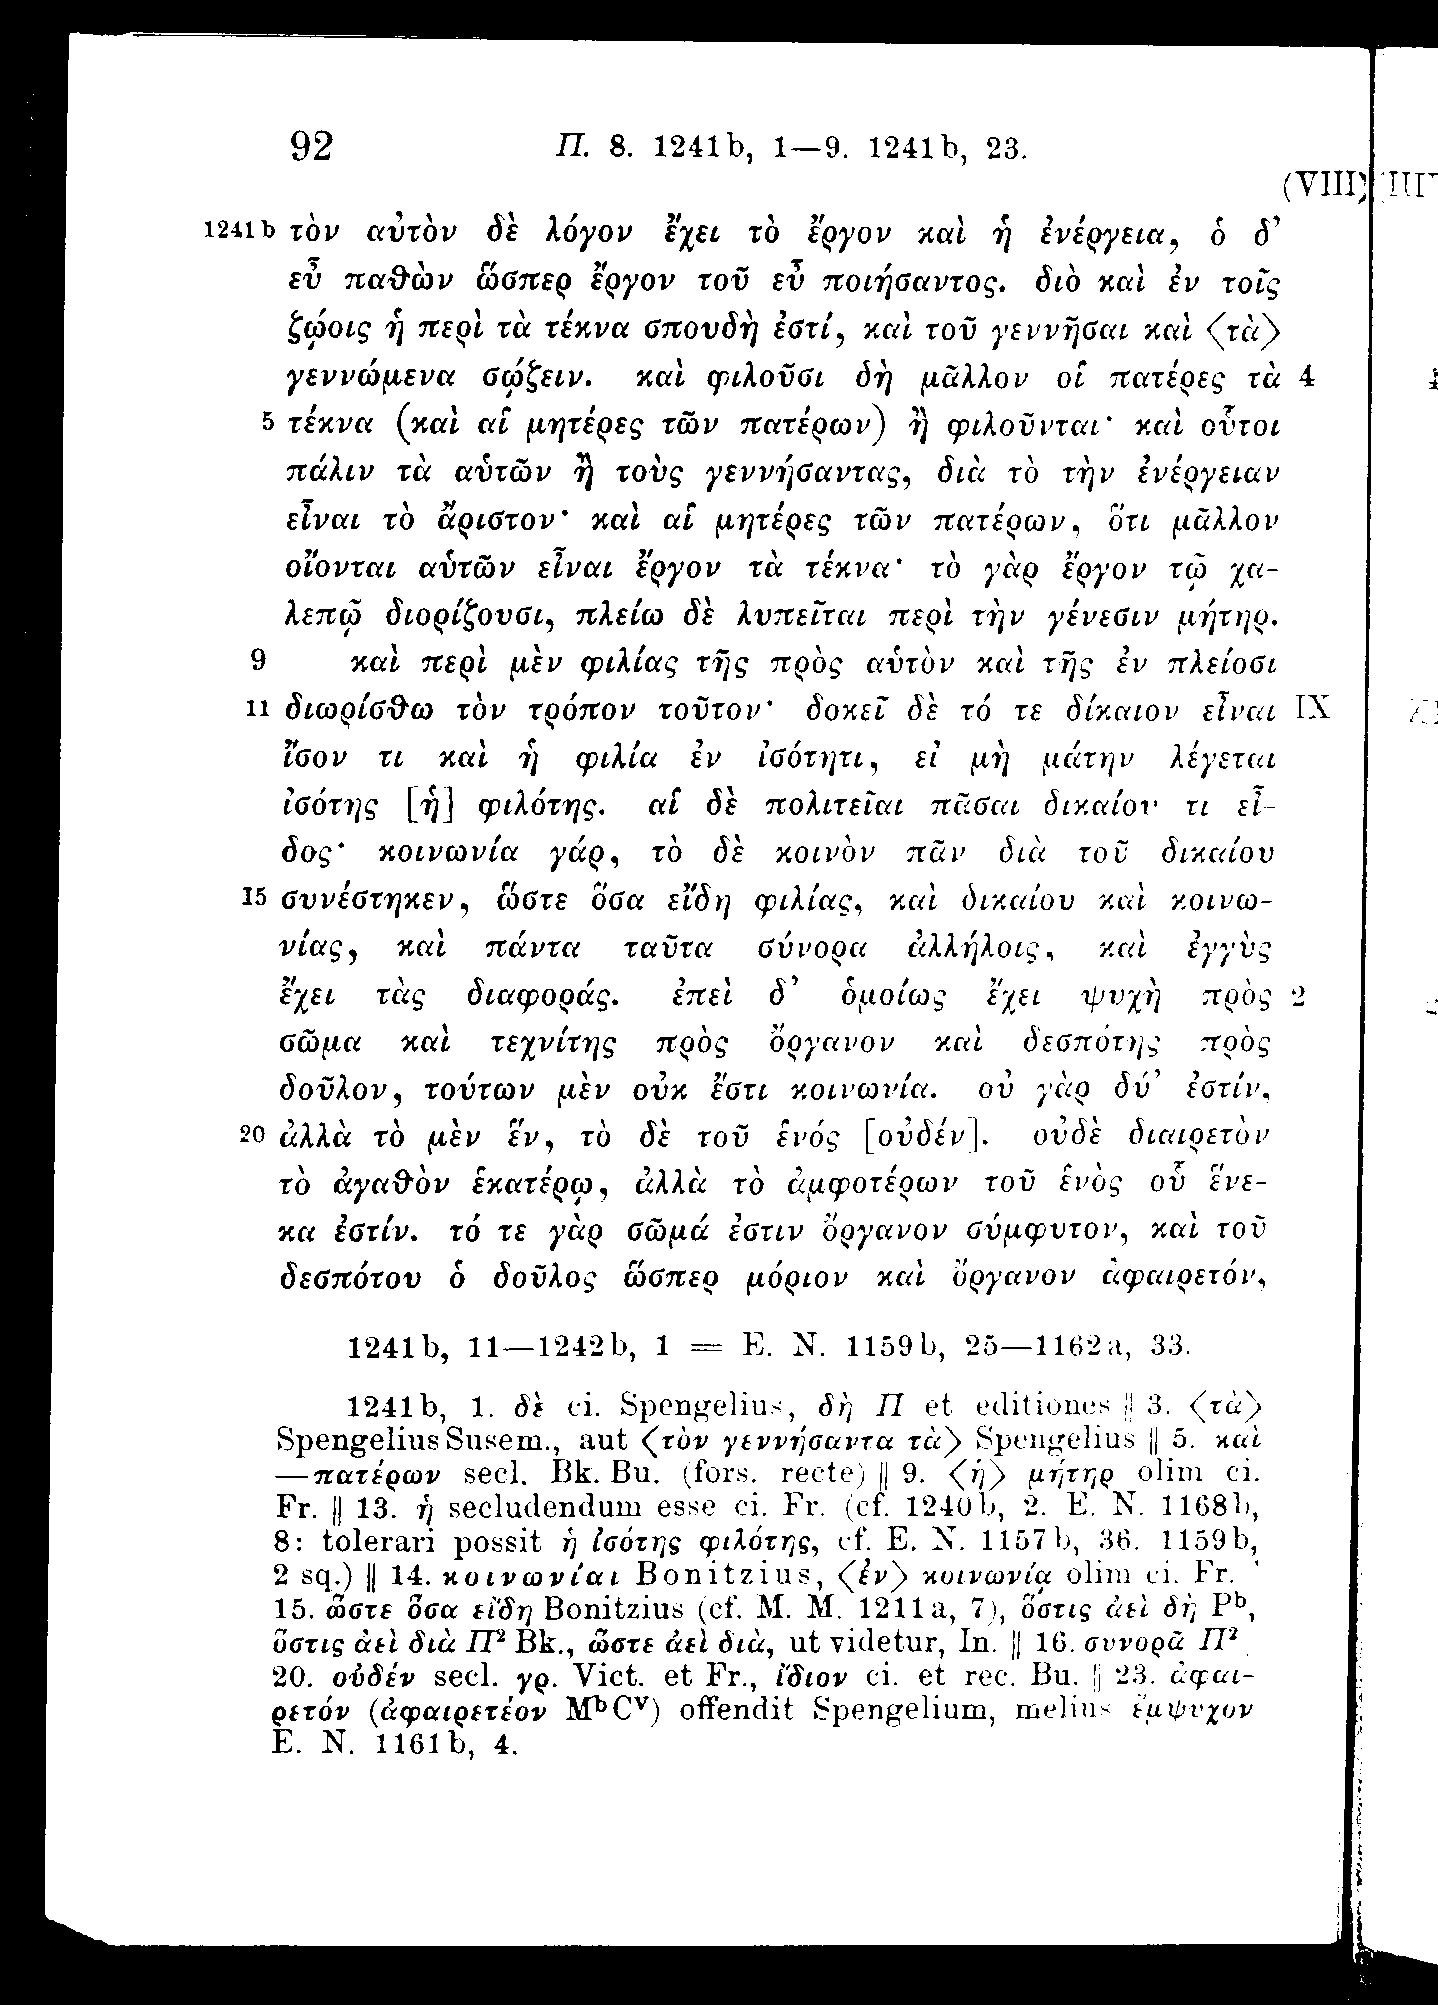 92 Π. 8. 1241b, 1—9. 1241b, 23.
(VIII)
1241b τὸν αὐτὸν δὲ λόγον ἔχει τὸ ἔργον καὶ ἡ ἐνέργεια, ὁ δ’
εὖ παθὼν ὥσπερ ἔργον τοῦ εὖ ποιήσαντος. διὸ καὶ ἐν τοῖς
ζῴοις ἡ περὶ τὰ τέκνα σπουδή ἐστί, καὶ τοῦ γεννῆσαι καὶ ⟨τὰ⟩
γεννώμενα σῴζειν. καὶ φιλοῦσι δὴ μᾶλλον οἱ πατέρες τὰ 4
5 τέκνα (καὶ αἱ μητέρες τῶν πατέρων) ἢ φιλοῦνται· καὶ οὗτοι
πάλιν τὰ αὑτῶν ἢ τοὺς γεννήσαντας, διὰ τὸ τὴν ἐνέργειαν
εἶναι τὸ ἄριστον· καὶ αἱ μητέρες τῶν πατέρων, ὅτι μᾶλλον
οἴονται αὑτῶν εἶναι ἔργον τὰ τέκνα· τὸ γὰρ ἔργον τῷ χα-
λεπῷ διορίζουσι, πλείω δὲ λυπεῖται περὶ τὴν γένεσιν μήτηρ.
9 καὶ περὶ μὲν φιλίας τῆς πρὸς αὑτὸν καὶ τῆς ἐν πλείοσι
11 διωρίσθω τὸν τρόπον τοῦτον· δοκεῖ δὲ τό τε δίκαιον εἶναι IX
ἴσον τι καὶ ἡ φιλία ἐν ἰσότητι, εἰ μὴ μάτην λέγεται
ἰσότης [ἡ] φιλότης. αἱ δὲ πολιτεῖαι πᾶσαι δικαίου τι εἶ-
δος· κοινωνία γάρ, τὸ δὲ κοινὸν πᾶν διὰ τοῦ δικαίου
15 συνέστηκεν, ὥστε ὅσα εἴδη φιλίας, καὶ δικαίου καὶ κοινω-
νίας, καὶ πάντα ταῦτα σύνορα ἀλλήλοις, καὶ ἐγγὺς
ἔχει τὰς διαφοράς. ἐπεὶ δ’ ὁμοίως ἔχει ψυχὴ πρὸς 2
σῶμα καὶ τεχνίτης πρὸς ὄργανον καὶ δεσπότης πρὸς
δοῦλον, τούτων μὲν οὐκ ἔστι κοινωνία. οὐ γὰρ δύ’ ἐστίν,
20 ἀλλὰ τὸ μὲν ἕν, τὸ δὲ τοῦ ἑνός [οὐδέν]. οὐδὲ διαιρετὸν
τὸ ἀγαθὸν ἑκατέρῳ, ἀλλὰ τὸ ἀμφοτέρων τοῦ ἑνὸς οὗ ἕνε-
κα ἐστίν. τό τε γὰρ σῶμά ἐστιν ὄργανον σύμφυτον, καὶ τοῦ
δεσπότου ὁ δοῦλος ὥσπερ μόριον καὶ ὄργανον ἀφαιρετόν,
1241b, 11—1242b, 1 = E. N. 1159b, 25—1162a, 33.
1241b, 1. δὲ ci. Spengelius, δὴ Π et editiones || 3. ⟨τὰ⟩
Spengelius Susem., aut ⟨τὸν γεννήσαντα τὰ⟩ Spengelius || 5. καὶ
—πατέρων secl. Bk. Bu. (fors. recte) || 9. ⟨ἡ⟩ μήτηρ olim ci.
Fr. || 13. ἡ secludendum esse ci. Fr. (cf. 1240b, 2. E. N. 1168b,
8: tolerari possit ἡ ἰσότης φιλότης, cf. E. N. 1157b, 36. 1159b,
2 sq.) || 14. κοινωνίαι Bonitzius, ⟨ἐν⟩ κοινωνίᾳ olim ci. Fr.
15. ὥστε ὅσα εἴδη Bonitzius (cf. M. M. 1211a, 7), ὅστις ἀεὶ δὴ Pᵇ,
ὅστις ἀεὶ διὰ Π² Bk., ὥστε ἀεὶ διὰ, ut videtur, In. || 16. συνορᾶ Π²
20. οὐδέν secl. γρ. Vict. et Fr., ἴδιον ci. et rec. Bu. || 23. ἀφαι-
ρετόν (ἀφαιρετέον MᵇCᵛ) offendit Spengelium, melius ἔμψυχον
E. N. 1161b, 4.